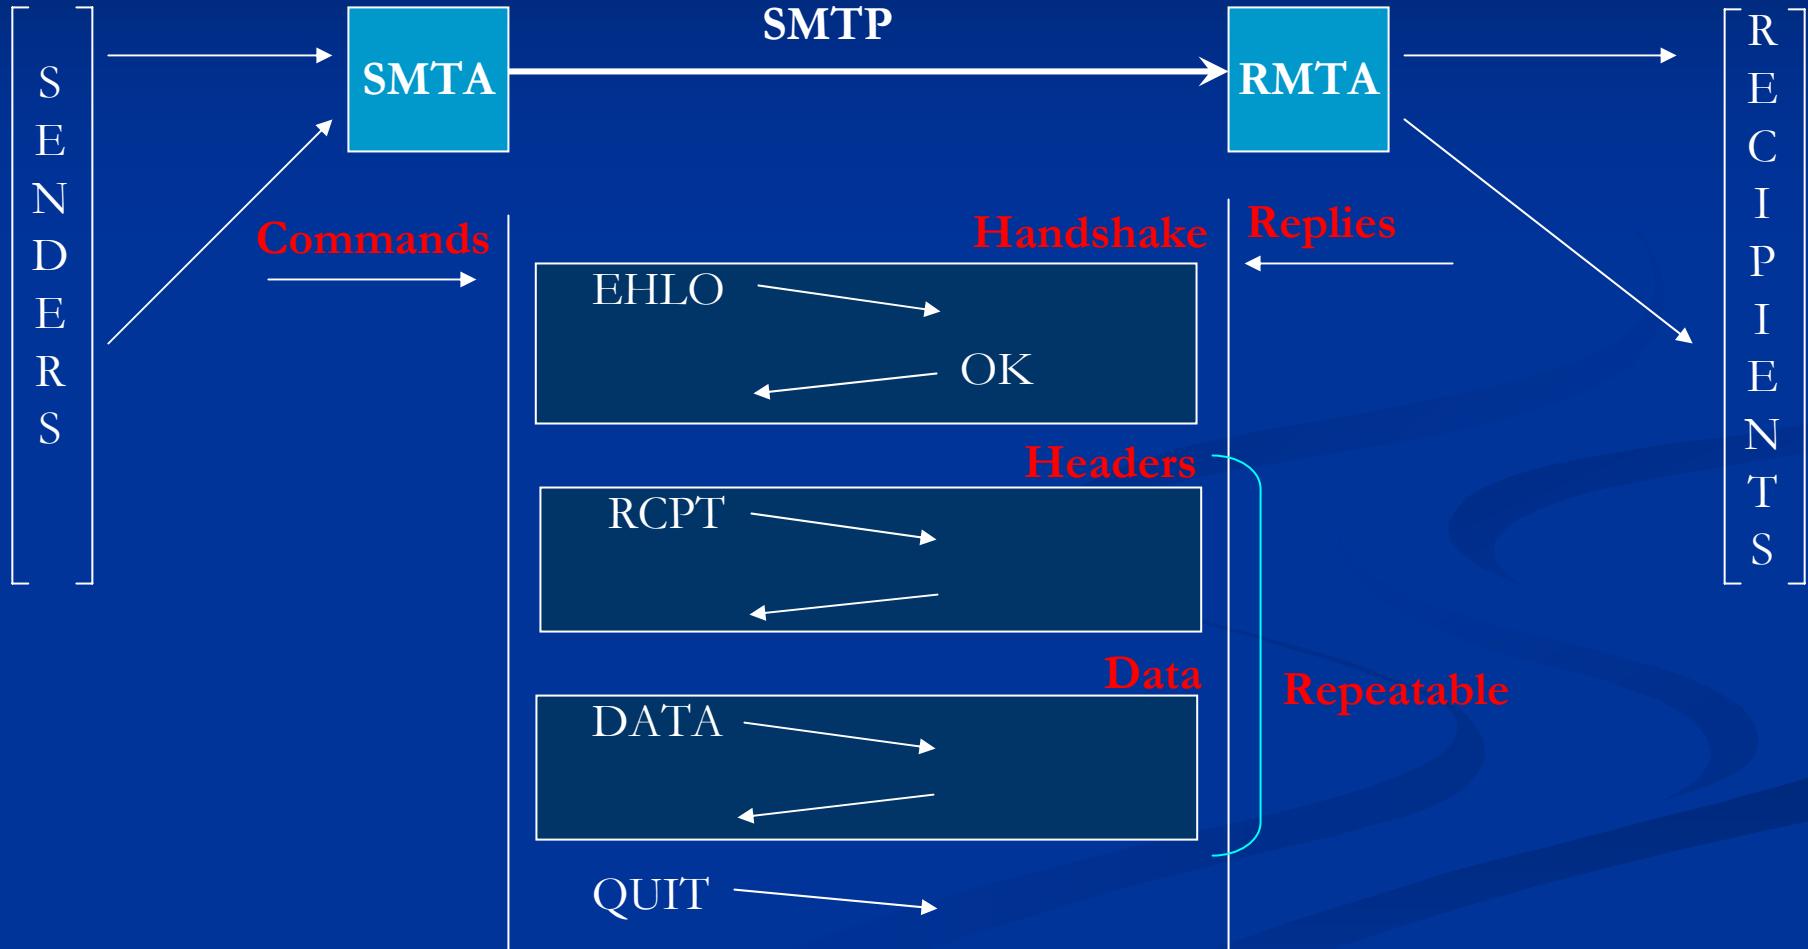 SENDERS
SMTA
SMTP
RMTA
RECIPIENTS
Commands
Handshake
Replies
EHLO
OK
Headers
RCPT
Data
DATA
Repeatable
QUIT